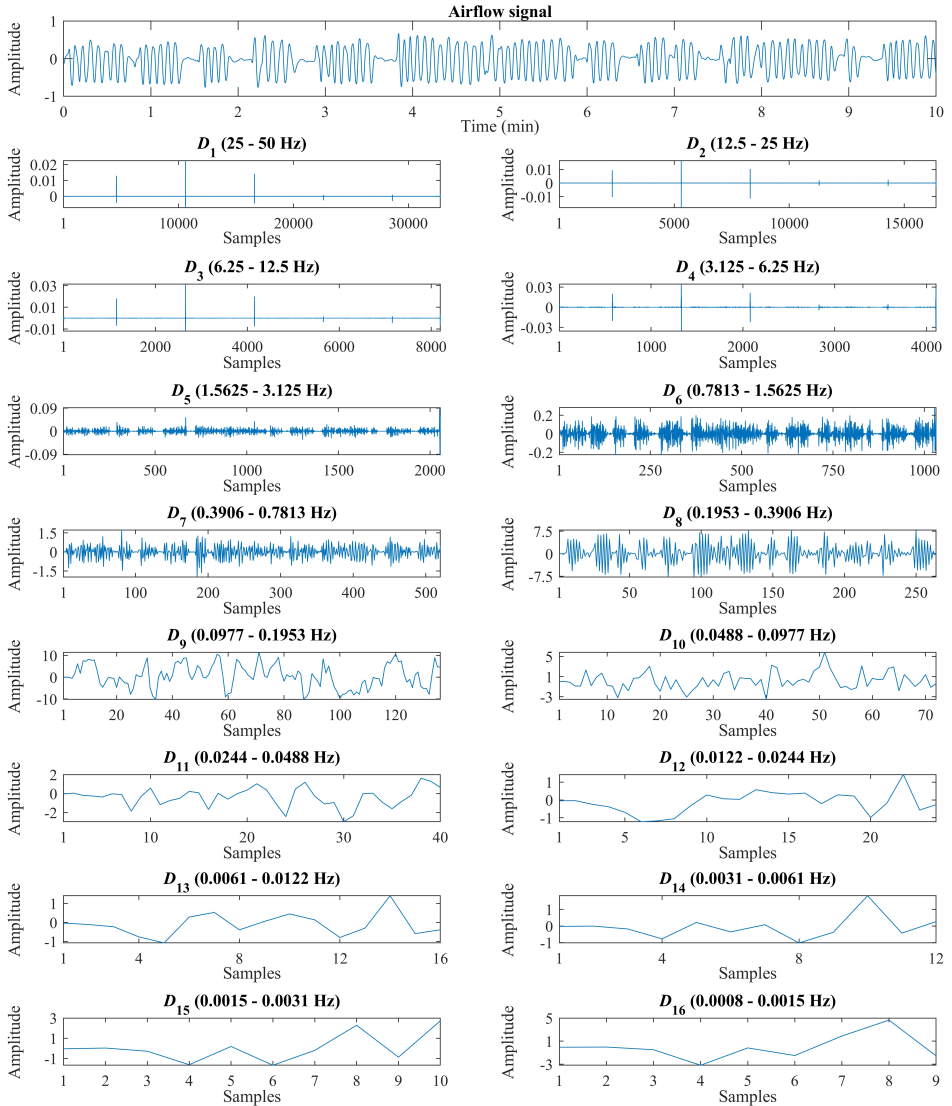 Airflow signal
Amplitude
1
0
-1
0 1 2 3 4 5 6 7 8 9 10
Time (min)
D1 (25 - 50 Hz)
Amplitude
0.02
0.01
0
1 10000 20000 30000
Samples
D2 (12.5 - 25 Hz)
Amplitude
0.01
0
-0.01
1 5000 10000 15000
Samples
D3 (6.25 - 12.5 Hz)
Amplitude
0.03
0.01
-0.01
1 2000 4000 6000 8000
Samples
D4 (3.125 - 6.25 Hz)
Amplitude
0.03
0
-0.03
1 1000 2000 3000 4000
Samples
D5 (1.5625 - 3.125 Hz)
Amplitude
0.09
0
-0.09
1 500 1000 1500 2000
Samples
D6 (0.7813 - 1.5625 Hz)
Amplitude
0.2
0
-0.2
1 250 500 750 1000
Samples
D7 (0.3906 - 0.7813 Hz)
Amplitude
1.5
0
-1.5
1 100 200 300 400 500
Samples
D8 (0.1953 - 0.3906 Hz)
Amplitude
7.5
0
-7.5
1 50 100 150 200 250
Samples
D9 (0.0977 - 0.1953 Hz)
Amplitude
10
0
-10
1 20 40 60 80 100 120
Samples
D10 (0.0488 - 0.0977 Hz)
Amplitude
5
1
-3
1 10 20 30 40 50 60 70
Samples
D11 (0.0244 - 0.0488 Hz)
Amplitude
2
0
-2
1 10 20 30 40
Samples
D12 (0.0122 - 0.0244 Hz)
Amplitude
1
0
-1
1 5 10 15 20
Samples
D13 (0.0061 - 0.0122 Hz)
Amplitude
1
0
-1
1 4 8 12 16
Samples
D14 (0.0031 - 0.0061 Hz)
Amplitude
1
0
-1
1 4 8 12
Samples
D15 (0.0015 - 0.0031 Hz)
Amplitude
3
1
-1
1 2 3 4 5 6 7 8 9 10
Samples
D16 (0.0008 - 0.0015 Hz)
Amplitude
5
1
-3
1 2 3 4 5 6 7 8 9
Samples